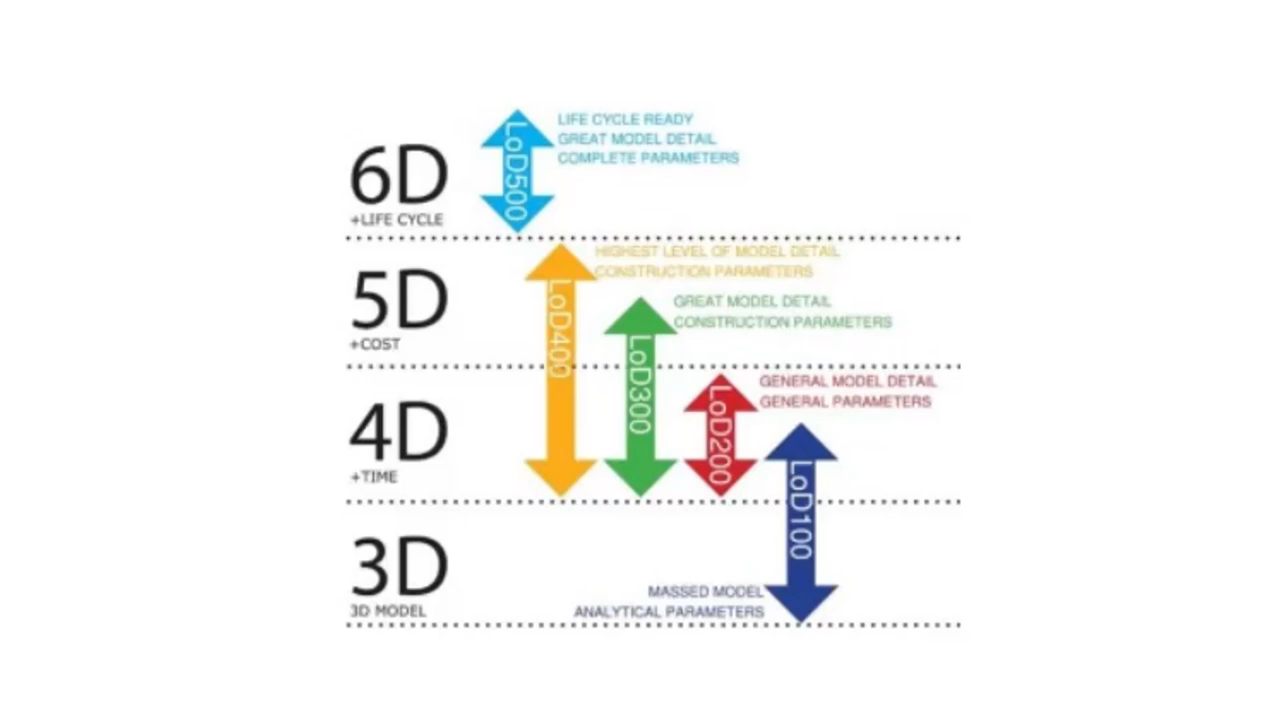 LoD500
LIFE CYCLE READY
GREAT MODEL DETAIL
COMPLETE PARAMETERS
6D
+LIFE CYCLE
LoD400
HIGHEST LEVEL OF MODEL DETAIL
CONSTRUCTION PARAMETERS
5D
+COST
LoD300
GREAT MODEL DETAIL
CONSTRUCTION PARAMETERS
LoD200
GENERAL MODEL DETAIL
GENERAL PARAMETERS
4D
+TIME
LoD100
3D
3D MODEL
MASSED MODEL
ANALYTICAL PARAMETERS